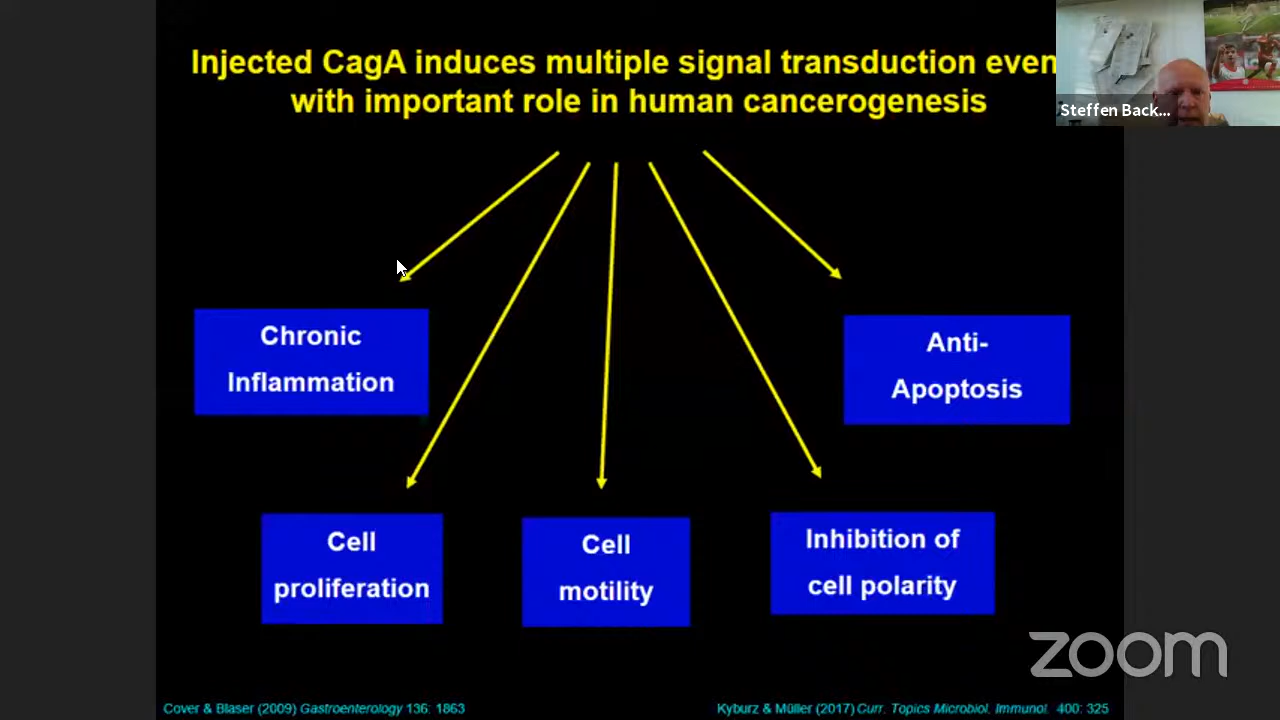 Injected CagA induces multiple signal transduction even
with important role in human cancerogenesis
Steffen Back...
Chronic
Inflammation
Anti-
Apoptosis
Cell
proliferation
Cell
motility
Inhibition of
cell polarity
zoom
Cover & Blaser (2009) Gastroenterology 136: 1863
Kyburz & Müller (2017) Curr. Topics Microbiol. Immunol. 400: 325